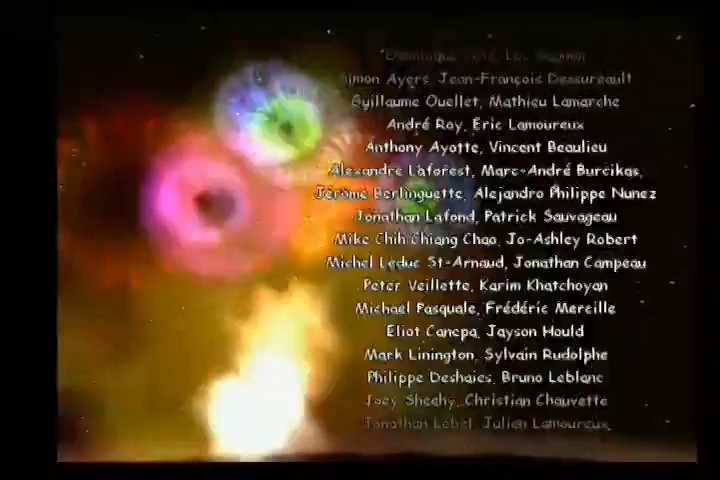 Simon Ayers, Jean-François Dessureault
Guillaume Ouellet, Mathieu Lamarche
André Roy, Eric Lamoureux
Anthony Ayotte, Vincent Beaulieu
Alexandre Laforest, Marc-André Burcikas,
Jérôme Berlinguette, Alejandro Philippe Nunez
Jonathan Lafond, Patrick Sauvageau
Mike Chih Chiang Chao, Jo-Ashley Robert
Michel Leduc St-Arnaud, Jonathan Campeau
Peter Veillette, Karim Khatchoyan
Michael Pasquale, Frédéric Mercille
Eliot Canepa, Jayson Hould
Mark Linington, Sylvain Rudolphe
Philippe Deshaies, Bruno Leblanc
Joey Sheehy, Christian Chauvette
Jonathan Lebel, Julien Lamoureux,